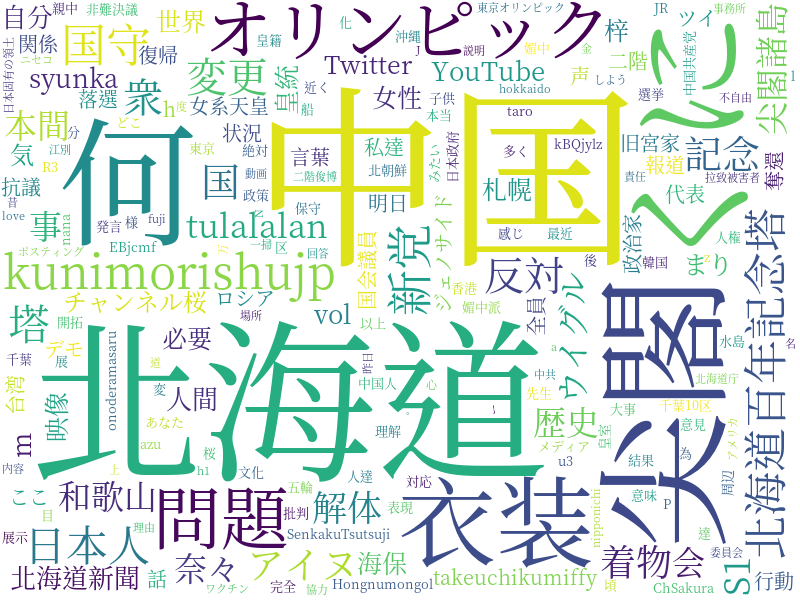 自分
親中
非難決議
オリンピック
東京オリンピック
化
事務所
JR
世界
皇籍
沖縄
J
説明
媚中
金
梓
ツイ
中国共産党
国守
関係
復帰
しよう
変更
近く
Twitter
YouTube
二階
声
hokkaido
選挙
不自由
尖閣諸島
syunka
衆
落選
h
度
皇統
船
女性
子供
本当
taro
に
女系天皇
本間
どこ
多く
kBQjylz
旧宮家
記念
奪還
気
江別
分
R3
東京
状況
絶対
言葉
私達
みたい
日本政府
報道
責任
拉致被害者
何
中国
抗議
動画
二階俊博
北朝鮮
札幌
代表
国
政策
保守
明日
love
昔
nana
事
発言
様
fuji
EBjcmf
tulalalan
感じ
最近
政治家
人権
z
く
一掃
区
回答
新党
ジェノサイド
後
韓国
まり
kunimorishujp
反対
国会議員
香港
全員
媚中派
ウイグル
尖閣
北海道百年記念塔
チャンネル桜
ロシア
場所
vol
以上
塔
開拓
必要
デモ
千葉
展
onoderamasaru
道
北海道
昨日
中国人
心
中共
先生
a
水島
名
北海道庁
台湾
映像
変
人間
あなた
歴史
皇室
大事
千葉10区
意見
為
アメリカ
m
azu
桜
理解
メディア
u3
結果
周辺
内容
上
h1
文化
人達
ここ
和歌山
問題
五輪
解体
対応
衣装
意味
P
達
展示
目
批判
表現
SenkakuTsutsuji
nipponichi
着物会
委員会
日本人
理由
アイヌ
海保
北海道新聞
話
奈々
ワクチン
完全
協力
Hongnumongol
頃
takeuchikumiffy
ChSakura
S1
行動
日本固有の領土
ニセコ
ポスティング